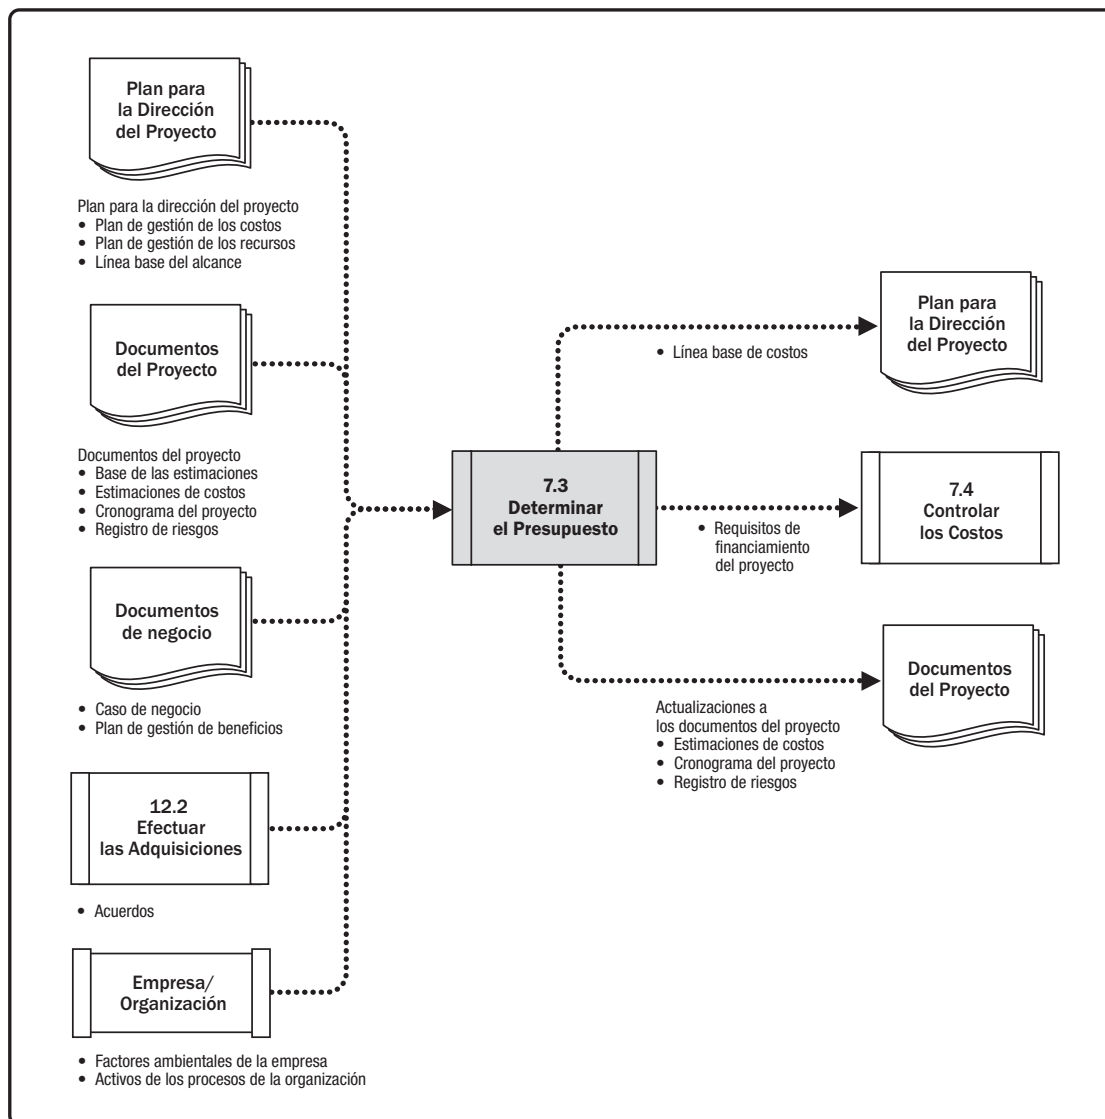 Plan para
la Dirección
del Proyecto
Plan para la dirección del proyecto
• Plan de gestión de los costos
• Plan de gestión de los recursos
• Línea base del alcance
Documentos
del Proyecto
Documentos del proyecto
• Base de las estimaciones
• Estimaciones de costos
• Cronograma del proyecto
• Registro de riesgos
Documentos
de negocio
• Caso de negocio
• Plan de gestión de beneficios
12.2
Efectuar
las Adquisiciones
• Acuerdos
Empresa/
Organización
• Factores ambientales de la empresa
• Activos de los procesos de la organización
7.3
Determinar
el Presupuesto
• Línea base de costos
Plan para
la Dirección
del Proyecto
• Requisitos de
financiamiento
del proyecto
7.4
Controlar
los Costos
Actualizaciones a
los documentos del proyecto
• Estimaciones de costos
• Cronograma del proyecto
• Registro de riesgos
Documentos
del Proyecto